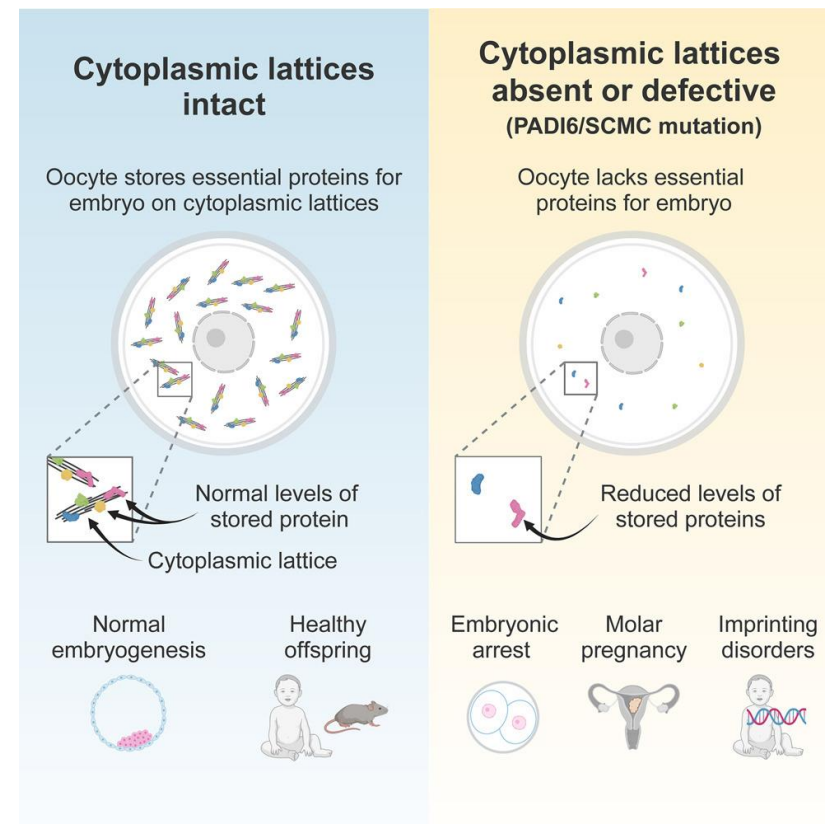 Cytoplasmic lattices
intact
Oocyte stores essential proteins for
embryo on cytoplasmic lattices
Normal levels of
stored protein
Cytoplasmic lattice
Normal
embryogenesis
Healthy
offspring
Cytoplasmic lattices
absent or defective
(PADI6/SCMC mutation)
Oocyte lacks essential
proteins for embryo
Reduced levels of
stored proteins
Embryonic
arrest
Molar
pregnancy
Imprinting
disorders